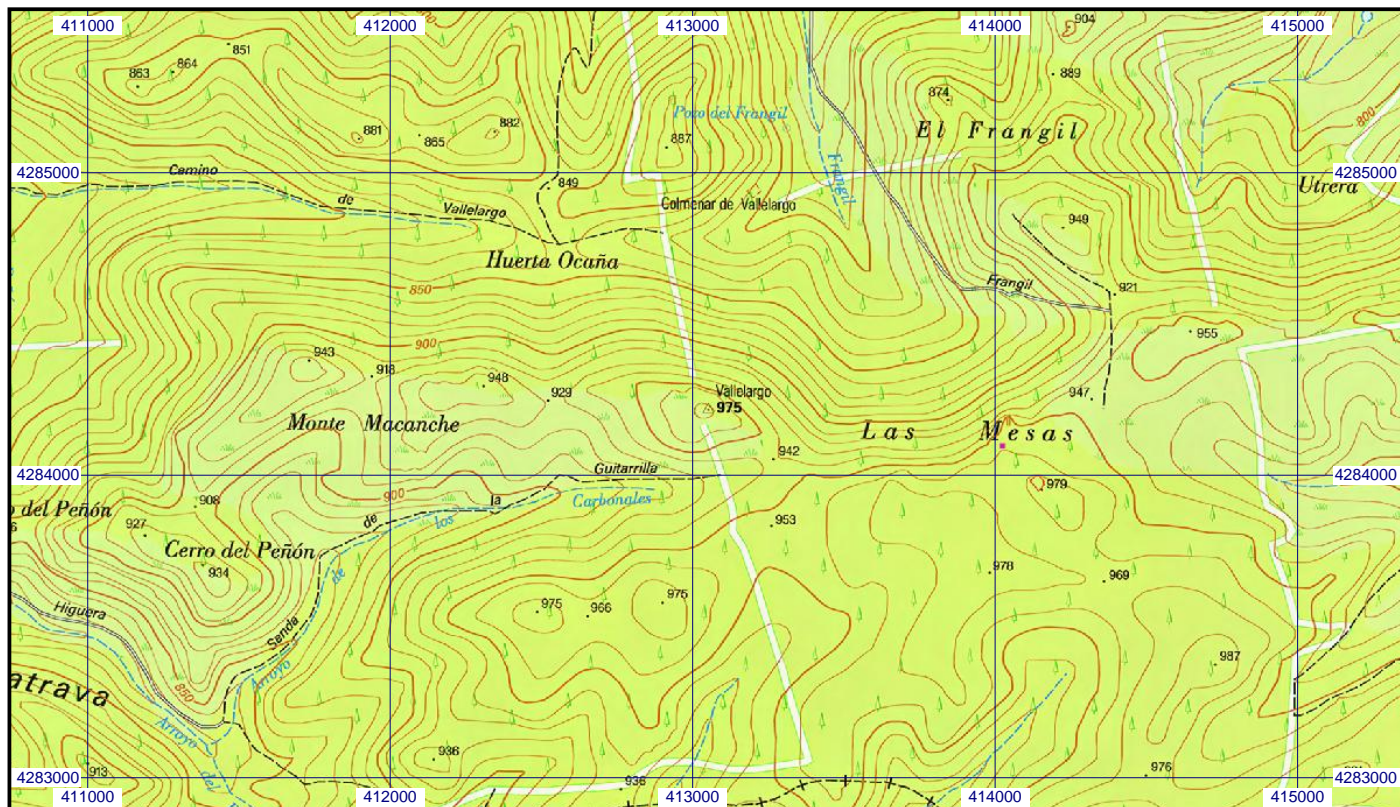 411000 412000 413000 414000 415000
904
851
864
863
889
874
800
Pozo del Frangil
881 865 882 887
El Frangil
4285000 4285000
Camino de Vallelargo
849
Frangil
Utrera
Colmenar de Vallelargo
949
Huerta Ocaña
850
Frangil
921
955
900
943
918
948
929
947
Vallelargo
975
Monte Macanche
Las Mesas
942
4284000 4284000
Senda de la Guitarrilla
Arroyo de los Carbonales
900
979
908
del Peñón
927
953
Cerro del Peñón
934
978
969
Higuera
975 966 975
987
850
atrava
Arroyo del
936
913
976
936
4283000 4283000
411000 412000 413000 414000 415000